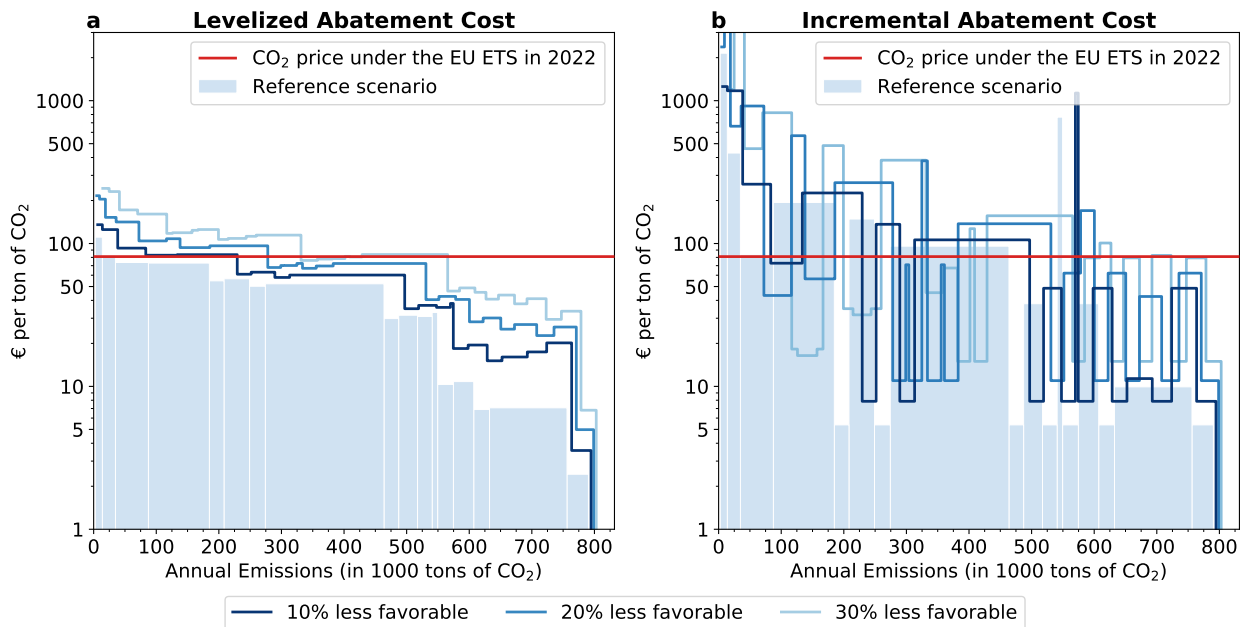 a Levelized Abatement Cost
CO₂ price under the EU ETS in 2022
Reference scenario
1000
500
100
50
10
5
1
€ per ton of CO₂
0 100 200 300 400 500 600 700 800
Annual Emissions (in 1000 tons of CO₂)
b Incremental Abatement Cost
CO₂ price under the EU ETS in 2022
Reference scenario
1000
500
100
50
10
5
1
€ per ton of CO₂
0 100 200 300 400 500 600 700 800
Annual Emissions (in 1000 tons of CO₂)
10% less favorable 20% less favorable 30% less favorable